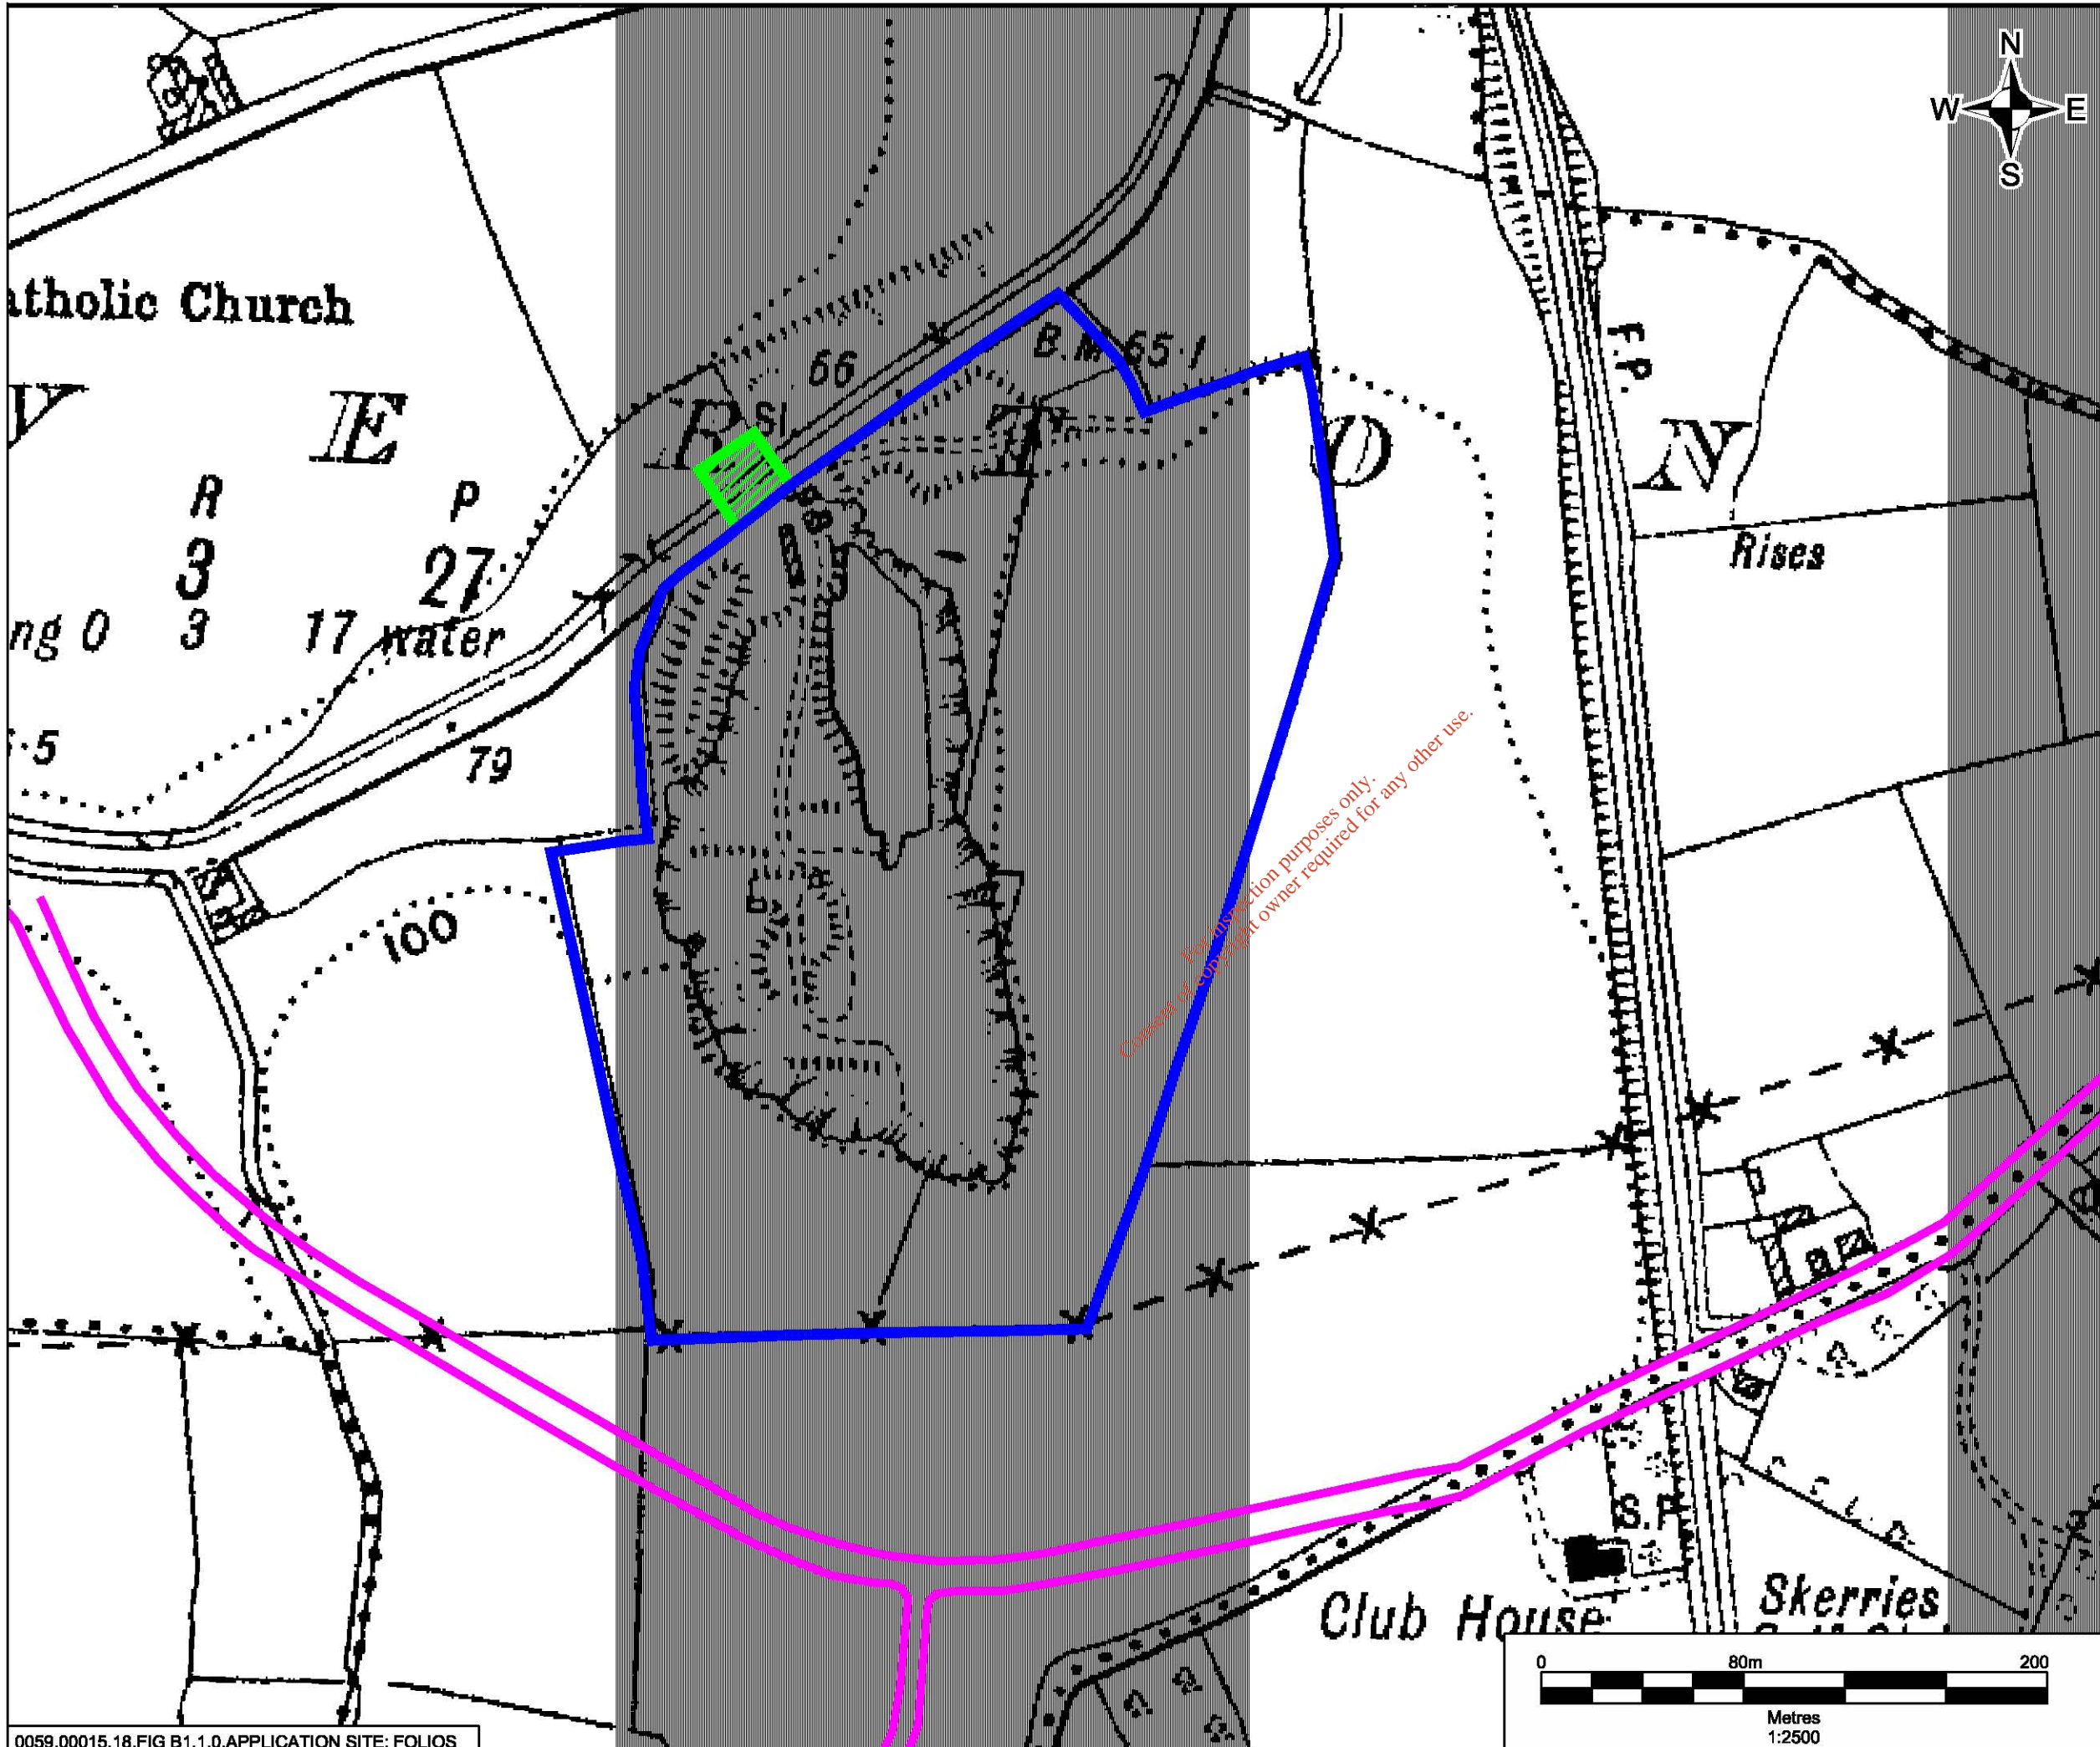 N
W E
S
atholic Church
V E R T O N
66
B.M 65·1
SI
F.P.
R P
3 27
ng 0 3 17 water
Rises
·5
79
100
For inspection purposes only.
Consent of copyright owner required for any other use.
S.P
Club House
Skerries
0 80m 200
Metres
1:2500
0059.00015.18.FIG B1.1.0.APPLICATION SITE: FOLIOS